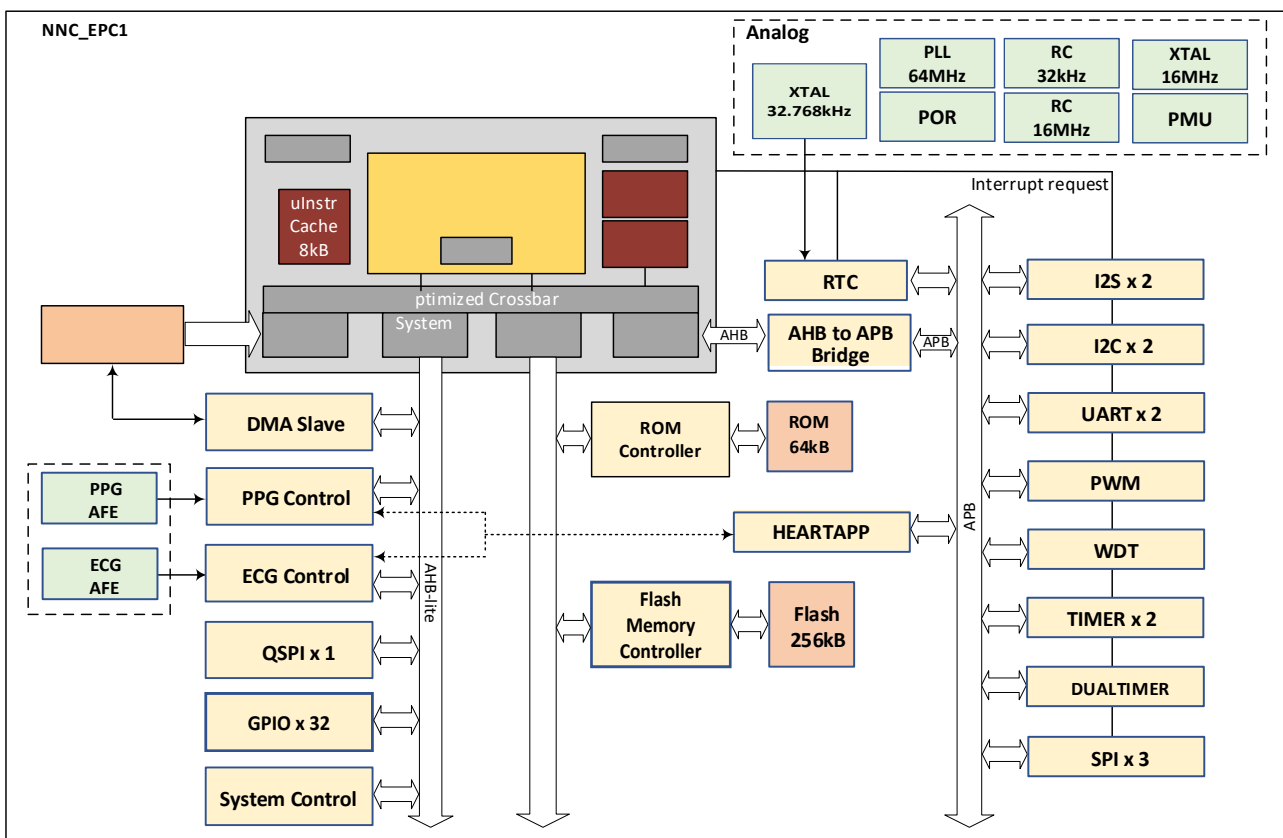 NNC_EPC1
Analog
XTAL
32.768kHz
PLL
64MHz
RC
32kHz
XTAL
16MHz
POR
RC
16MHz
PMU
Interrupt request
uInstr
Cache
8kB
ptimized Crossbar
System
AHB
AHB to APB
Bridge
APB
RTC
I2S x 2
I2C x 2
UART x 2
PWM
WDT
TIMER x 2
DUALTIMER
SPI x 3
APB
DMA Slave
PPG
AFE
PPG Control
ECG
AFE
ECG Control
QSPI x 1
GPIO x 32
System Control
AHB-lite
ROM
Controller
ROM
64kB
HEARTAPP
Flash
Memory
Controller
Flash
256kB